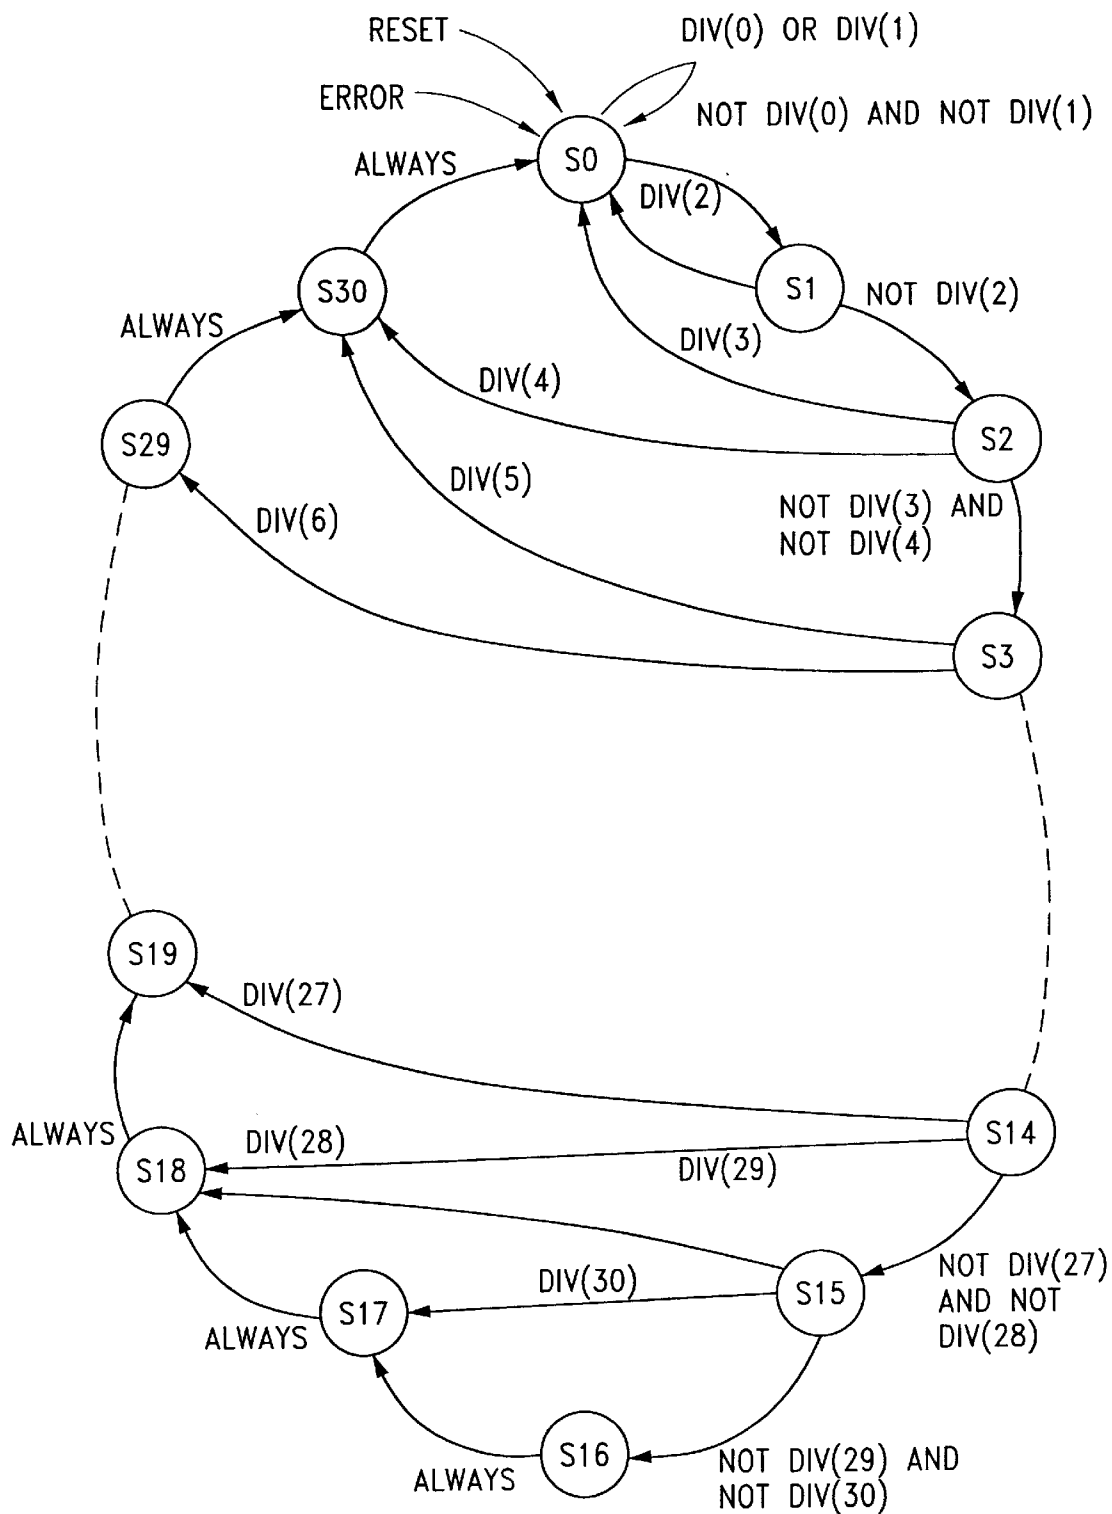 RESET
DIV(0) OR DIV(1)
ERROR
NOT DIV(0) AND NOT DIV(1)
ALWAYS
S0
DIV(2)
S30
S1
NOT DIV(2)
ALWAYS
DIV(3)
DIV(4)
S29
S2
DIV(5)
NOT DIV(3) AND
NOT DIV(4)
DIV(6)
S3
S19
DIV(27)
ALWAYS
DIV(28)
S14
S18
DIV(29)
NOT DIV(27)
AND NOT
DIV(28)
DIV(30)
S15
S17
ALWAYS
S16
ALWAYS
NOT DIV(29) AND
NOT DIV(30)